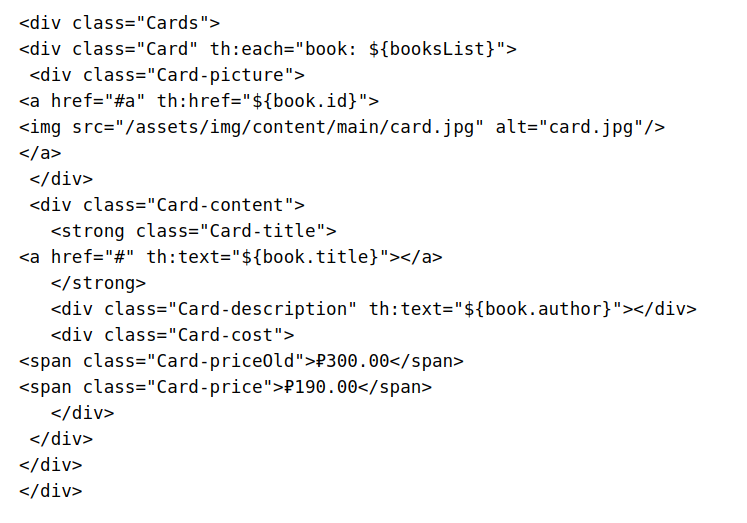 <div class="Cards">
<div class="Card" th:each="book: ${booksList}">
 <div class="Card-picture">
<a href="#a" th:href="${book.id}">
<img src="/assets/img/content/main/card.jpg" alt="card.jpg"/>
</a>
 </div>
 <div class="Card-content">
   <strong class="Card-title">
<a href="#" th:text="${book.title}"></a>
   </strong>
   <div class="Card-description" th:text="${book.author}"></div>
   <div class="Card-cost">
<span class="Card-priceOld">₽300.00</span>
<span class="Card-price">₽190.00</span>
   </div>
 </div>
</div>
</div>